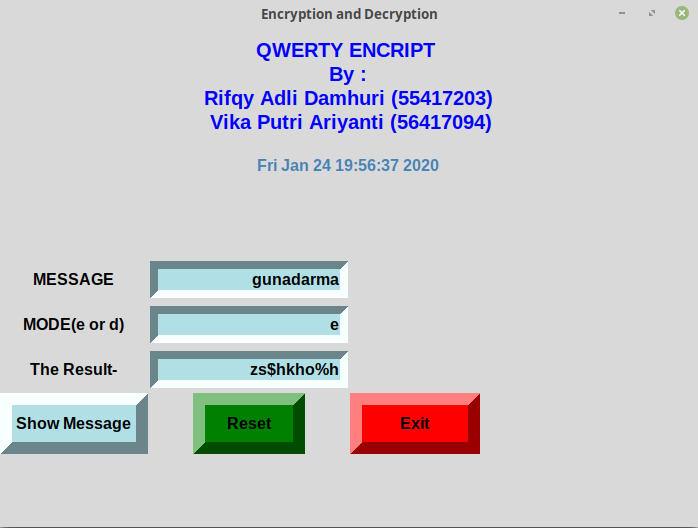 Encryption and Decryption
QWERTY ENCRIPT
By :
Rifqy Adli Damhuri (55417203)
Vika Putri Ariyanti (56417094)
Fri Jan 24 19:56:37 2020
MESSAGE gunadarma
MODE(e or d) e
The Result- zs$hkho%h
Show Message Reset Exit